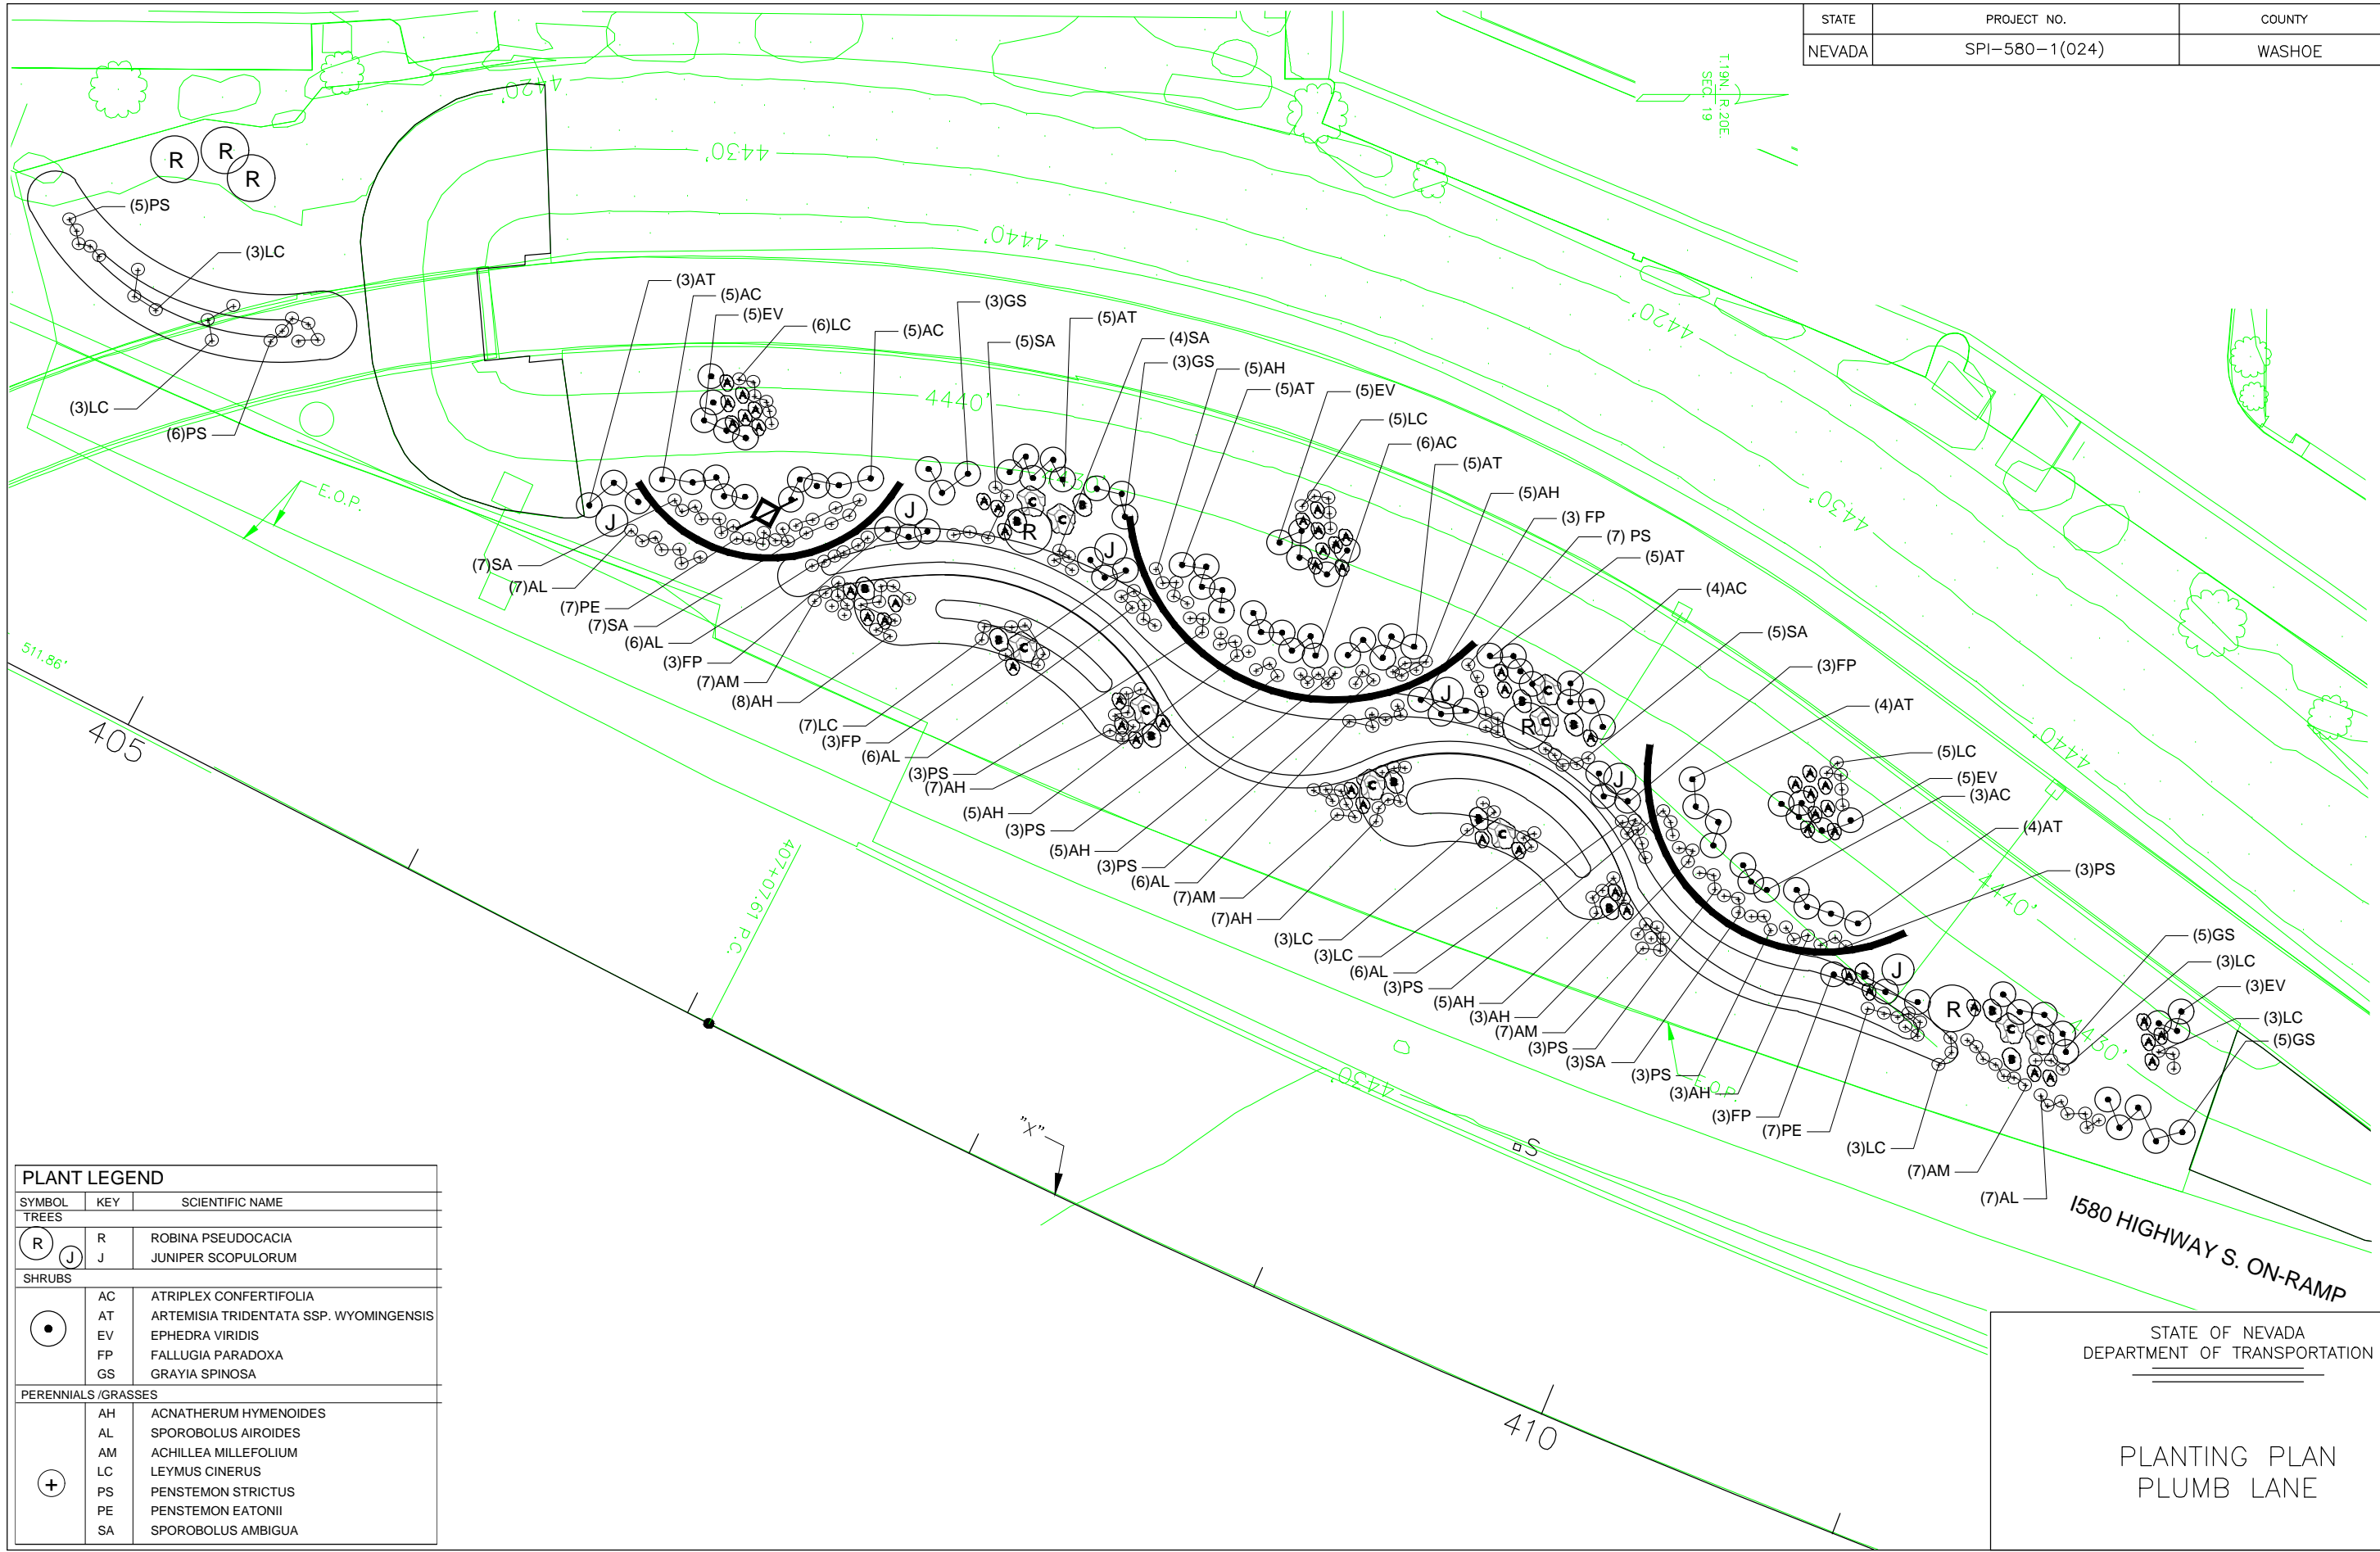 STATE PROJECT NO. COUNTY
NEVADA SPI-580-1(024) WASHOE
T.19N. R.20E.
SEC. 19
4420'
4430'
4440'
4420'
4430'
4440'
4440'
4430'
4440'
4430'
4430'
R
R
R
(5)PS
(3)LC
(3)LC
(6)PS
(3)AT
(5)AC
(5)EV
(6)LC
(5)AC
(3)GS
(5)SA
(5)AT
(4)SA
(3)GS
(5)AH
(5)AT
(5)EV
(5)LC
(6)AC
(5)AT
(5)AH
(3) FP
(7) PS
(5)AT
(4)AC
(5)SA
(3)FP
(4)AT
(5)LC
(5)EV
(3)AC
(4)AT
(3)PS
(5)GS
(3)LC
(3)EV
(3)LC
(5)GS
J
J
R
J
J
R
J
J
R
(7)SA
(7)AL
(7)PE
(7)SA
(6)AL
(3)FP
(7)AM
(8)AH
(7)LC
(3)FP
(6)AL
(3)PS
(7)AH
(5)AH
(3)PS
(5)AH
(3)PS
(6)AL
(7)AM
(7)AH
(3)LC
(3)LC
(6)AL
(3)PS
(5)AH
(3)AH
(7)AM
(3)PS
(3)SA
(3)PS
(3)AH
(3)FP
(7)PE
(3)LC
(7)AM
(7)AL
E.O.P.
E.O.P.
511.86'
405
407+07.61 P.C.
"X"
S
410
I580 HIGHWAY S. ON-RAMP
PLANT LEGEND
SYMBOL KEY SCIENTIFIC NAME
TREES
R R ROBINA PSEUDOCACIA
J J JUNIPER SCOPULORUM
SHRUBS
AC ATRIPLEX CONFERTIFOLIA
AT ARTEMISIA TRIDENTATA SSP. WYOMINGENSIS
EV EPHEDRA VIRIDIS
FP FALLUGIA PARADOXA
GS GRAYIA SPINOSA
PERENNIALS /GRASSES
AH ACNATHERUM HYMENOIDES
AL SPOROBOLUS AIROIDES
AM ACHILLEA MILLEFOLIUM
LC LEYMUS CINERUS
PS PENSTEMON STRICTUS
PE PENSTEMON EATONII
SA SPOROBOLUS AMBIGUA
STATE OF NEVADA
DEPARTMENT OF TRANSPORTATION
PLANTING PLAN
PLUMB LANE